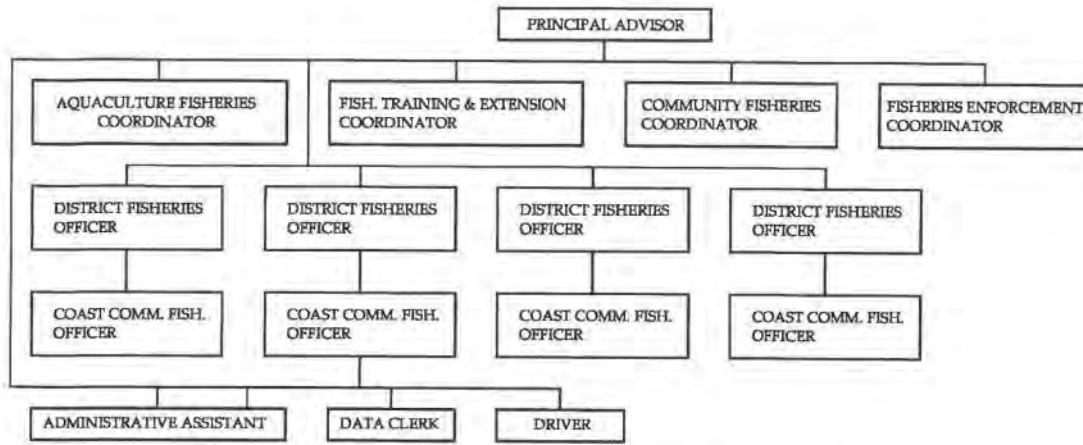 PRINCIPAL ADVISOR
AQUACULTURE FISHERIES
COORDINATOR
FISH. TRAINING & EXTENSION
COORDINATOR
COMMUNITY FISHERIES
COORDINATOR
FISHERIES ENFORCEMENT
COORDINATOR
DISTRICT FISHERIES
OFFICER
DISTRICT FISHERIES
OFFICER
DISTRICT FISHERIES
OFFICER
DISTRICT FISHERIES
OFFICER
COAST COMM. FISH.
OFFICER
COAST COMM. FISH.
OFFICER
COAST COMM. FISH.
OFFICER
COAST COMM. FISH.
OFFICER
ADMINISTRATIVE ASSISTANT
DATA CLERK
DRIVER